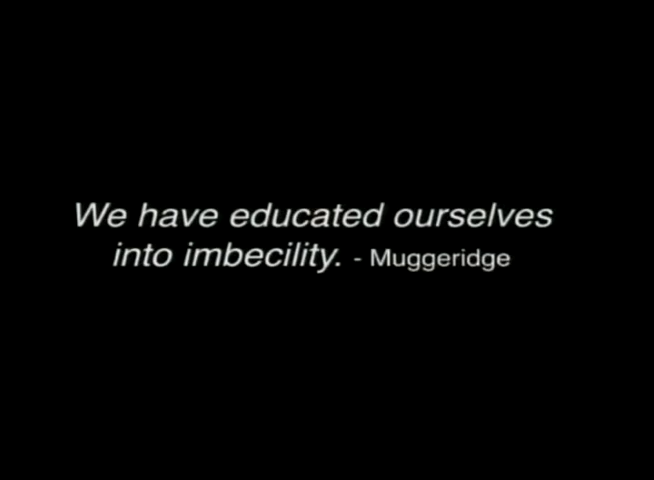 We have educated ourselves
into imbecility. - Muggeridge